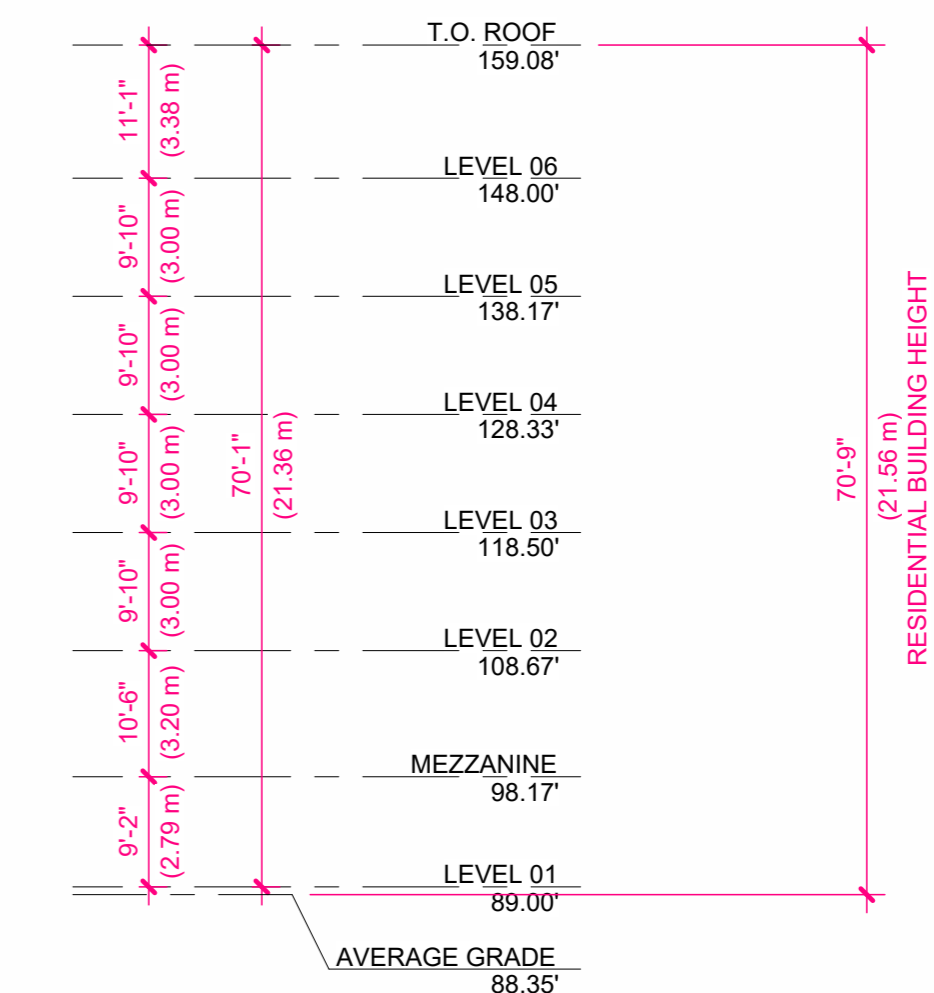 T.O. ROOF
159.08'
11'-1"
(3.38 m)
LEVEL 06
148.00'
9'-10"
(3.00 m)
LEVEL 05
138.17'
9'-10"
(3.00 m)
LEVEL 04
128.33'
9'-10"
(3.00 m)
70'-1"
(21.36 m)
70'-9"
(21.56 m)
RESIDENTIAL BUILDING HEIGHT
LEVEL 03
118.50'
9'-10"
(3.00 m)
LEVEL 02
108.67'
10'-6"
(3.20 m)
MEZZANINE
98.17'
9'-2"
(2.79 m)
LEVEL 01
89.00'
AVERAGE GRADE
88.35'